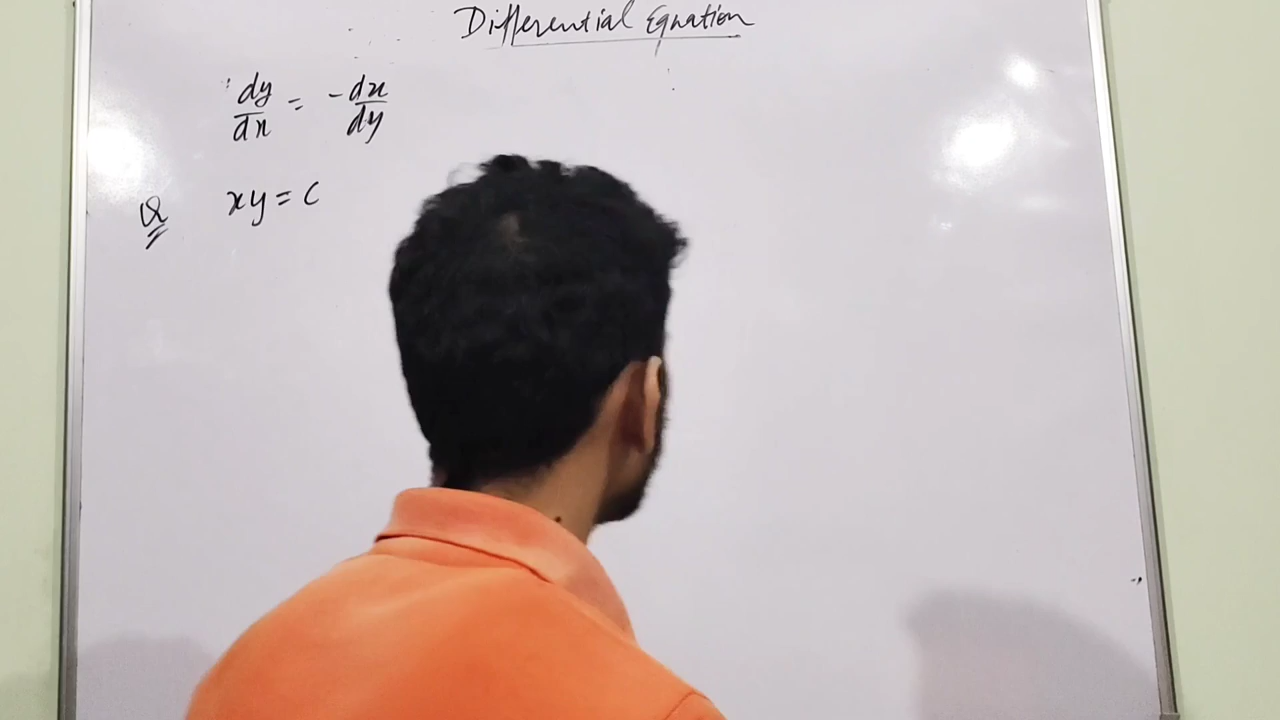 Differential Equation
dy/dx = -dx/dy
Q xy = c